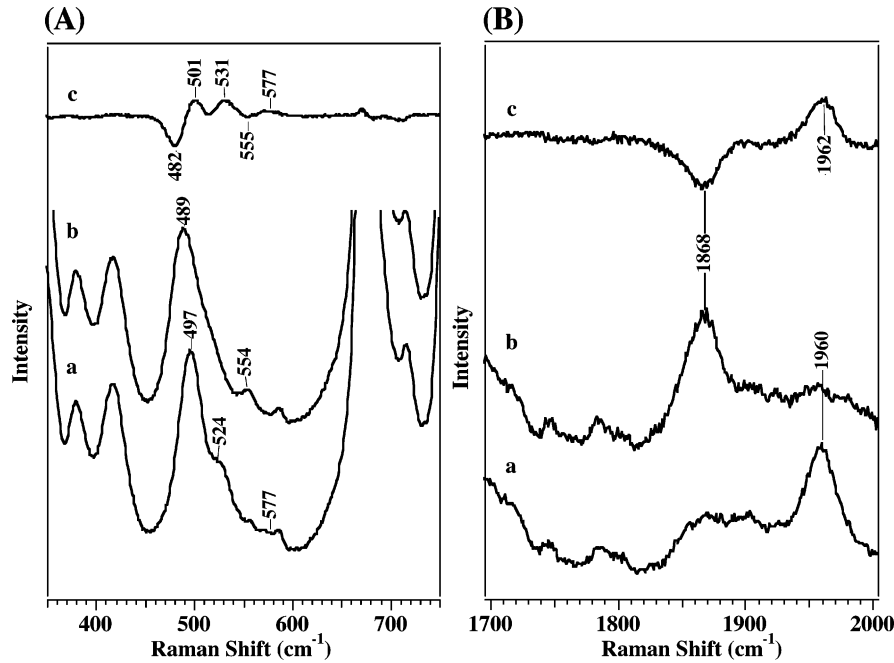 (A)
c
501
531
577
482
555
b
489
a
497
554
524
577
Intensity
400 500 600 700
Raman Shift (cm-1)
(B)
c
1962
1868
b
1960
a
Intensity
1700 1800 1900 2000
Raman Shift (cm-1)